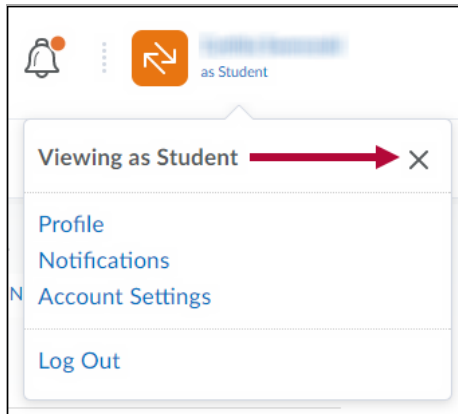 as Student
Viewing as Student
Profile
Notifications
N
Account Settings
Log Out